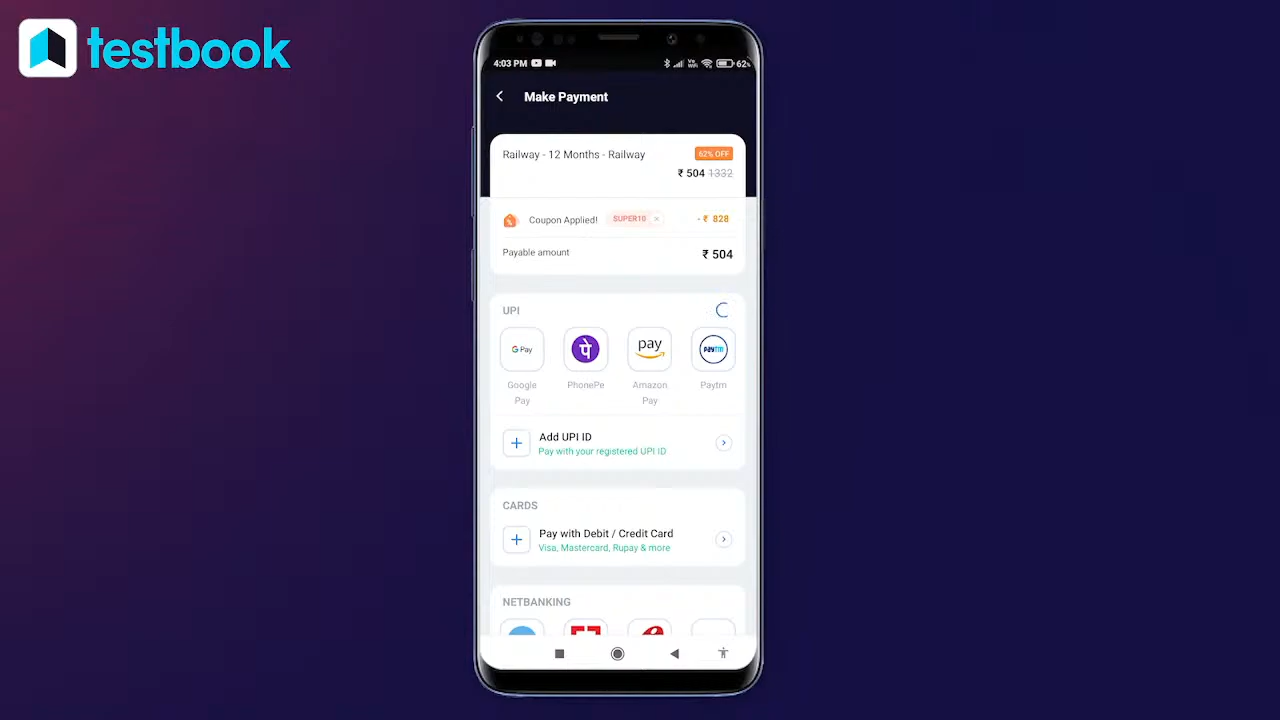 testbook
4:03 PM 62%
Make Payment
Railway - 12 Months - Railway 62% OFF
₹ 504 1332
Coupon Applied! SUPER10 × - ₹ 828
Payable amount ₹ 504
UPI
G Pay पे pay Paytm
Google Pay
PhonePe
Amazon Pay
Paytm
Add UPI ID
Pay with your registered UPI ID
CARDS
Pay with Debit / Credit Card
Visa, Mastercard, Rupay & more
NETBANKING